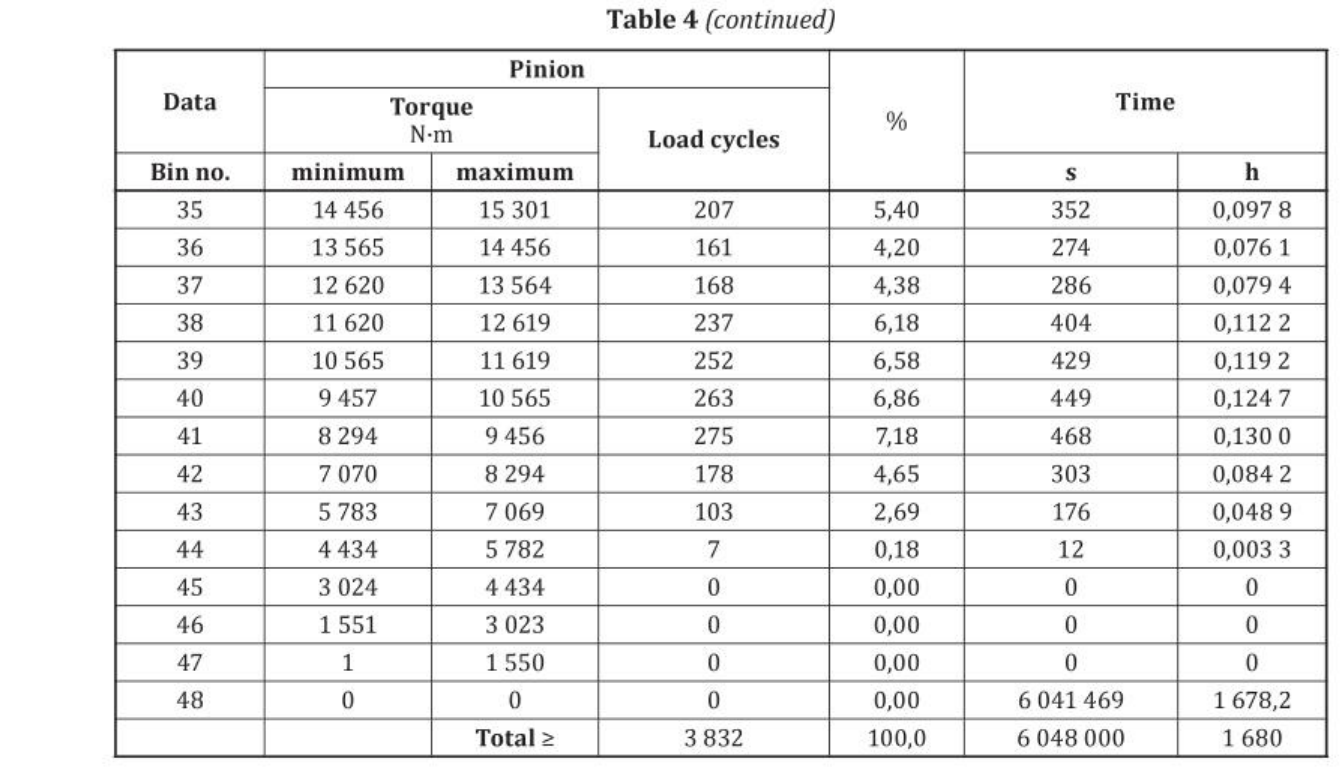 Table 4 (continued)
Data Pinion % Time
Torque N·m Load cycles
Bin no. minimum maximum s h
35 14 456 15 301 207 5,40 352 0,097 8
36 13 565 14 456 161 4,20 274 0,076 1
37 12 620 13 564 168 4,38 286 0,079 4
38 11 620 12 619 237 6,18 404 0,112 2
39 10 565 11 619 252 6,58 429 0,119 2
40 9 457 10 565 263 6,86 449 0,124 7
41 8 294 9 456 275 7,18 468 0,130 0
42 7 070 8 294 178 4,65 303 0,084 2
43 5 783 7 069 103 2,69 176 0,048 9
44 4 434 5 782 7 0,18 12 0,003 3
45 3 024 4 434 0 0,00 0 0
46 1 551 3 023 0 0,00 0 0
47 1 1 550 0 0,00 0 0
48 0 0 0 0,00 6 041 469 1 678,2
Total ≥ 3 832 100,0 6 048 000 1 680